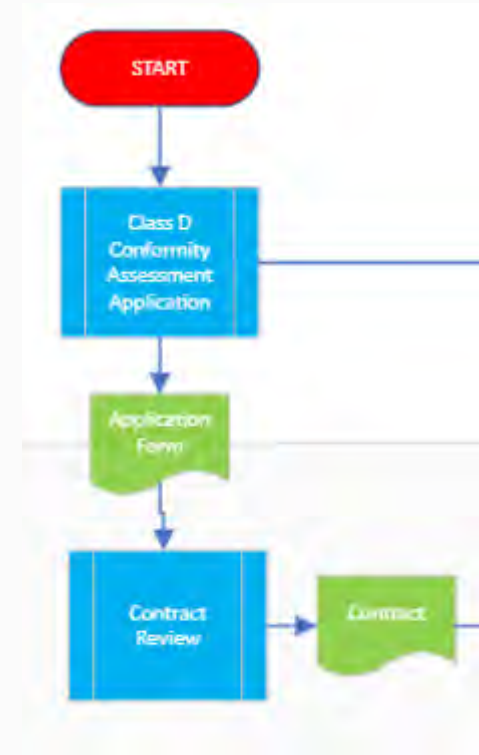 START
Class D
Conformity
Assessment
Application
Application
Form
Contract
Review
Contract